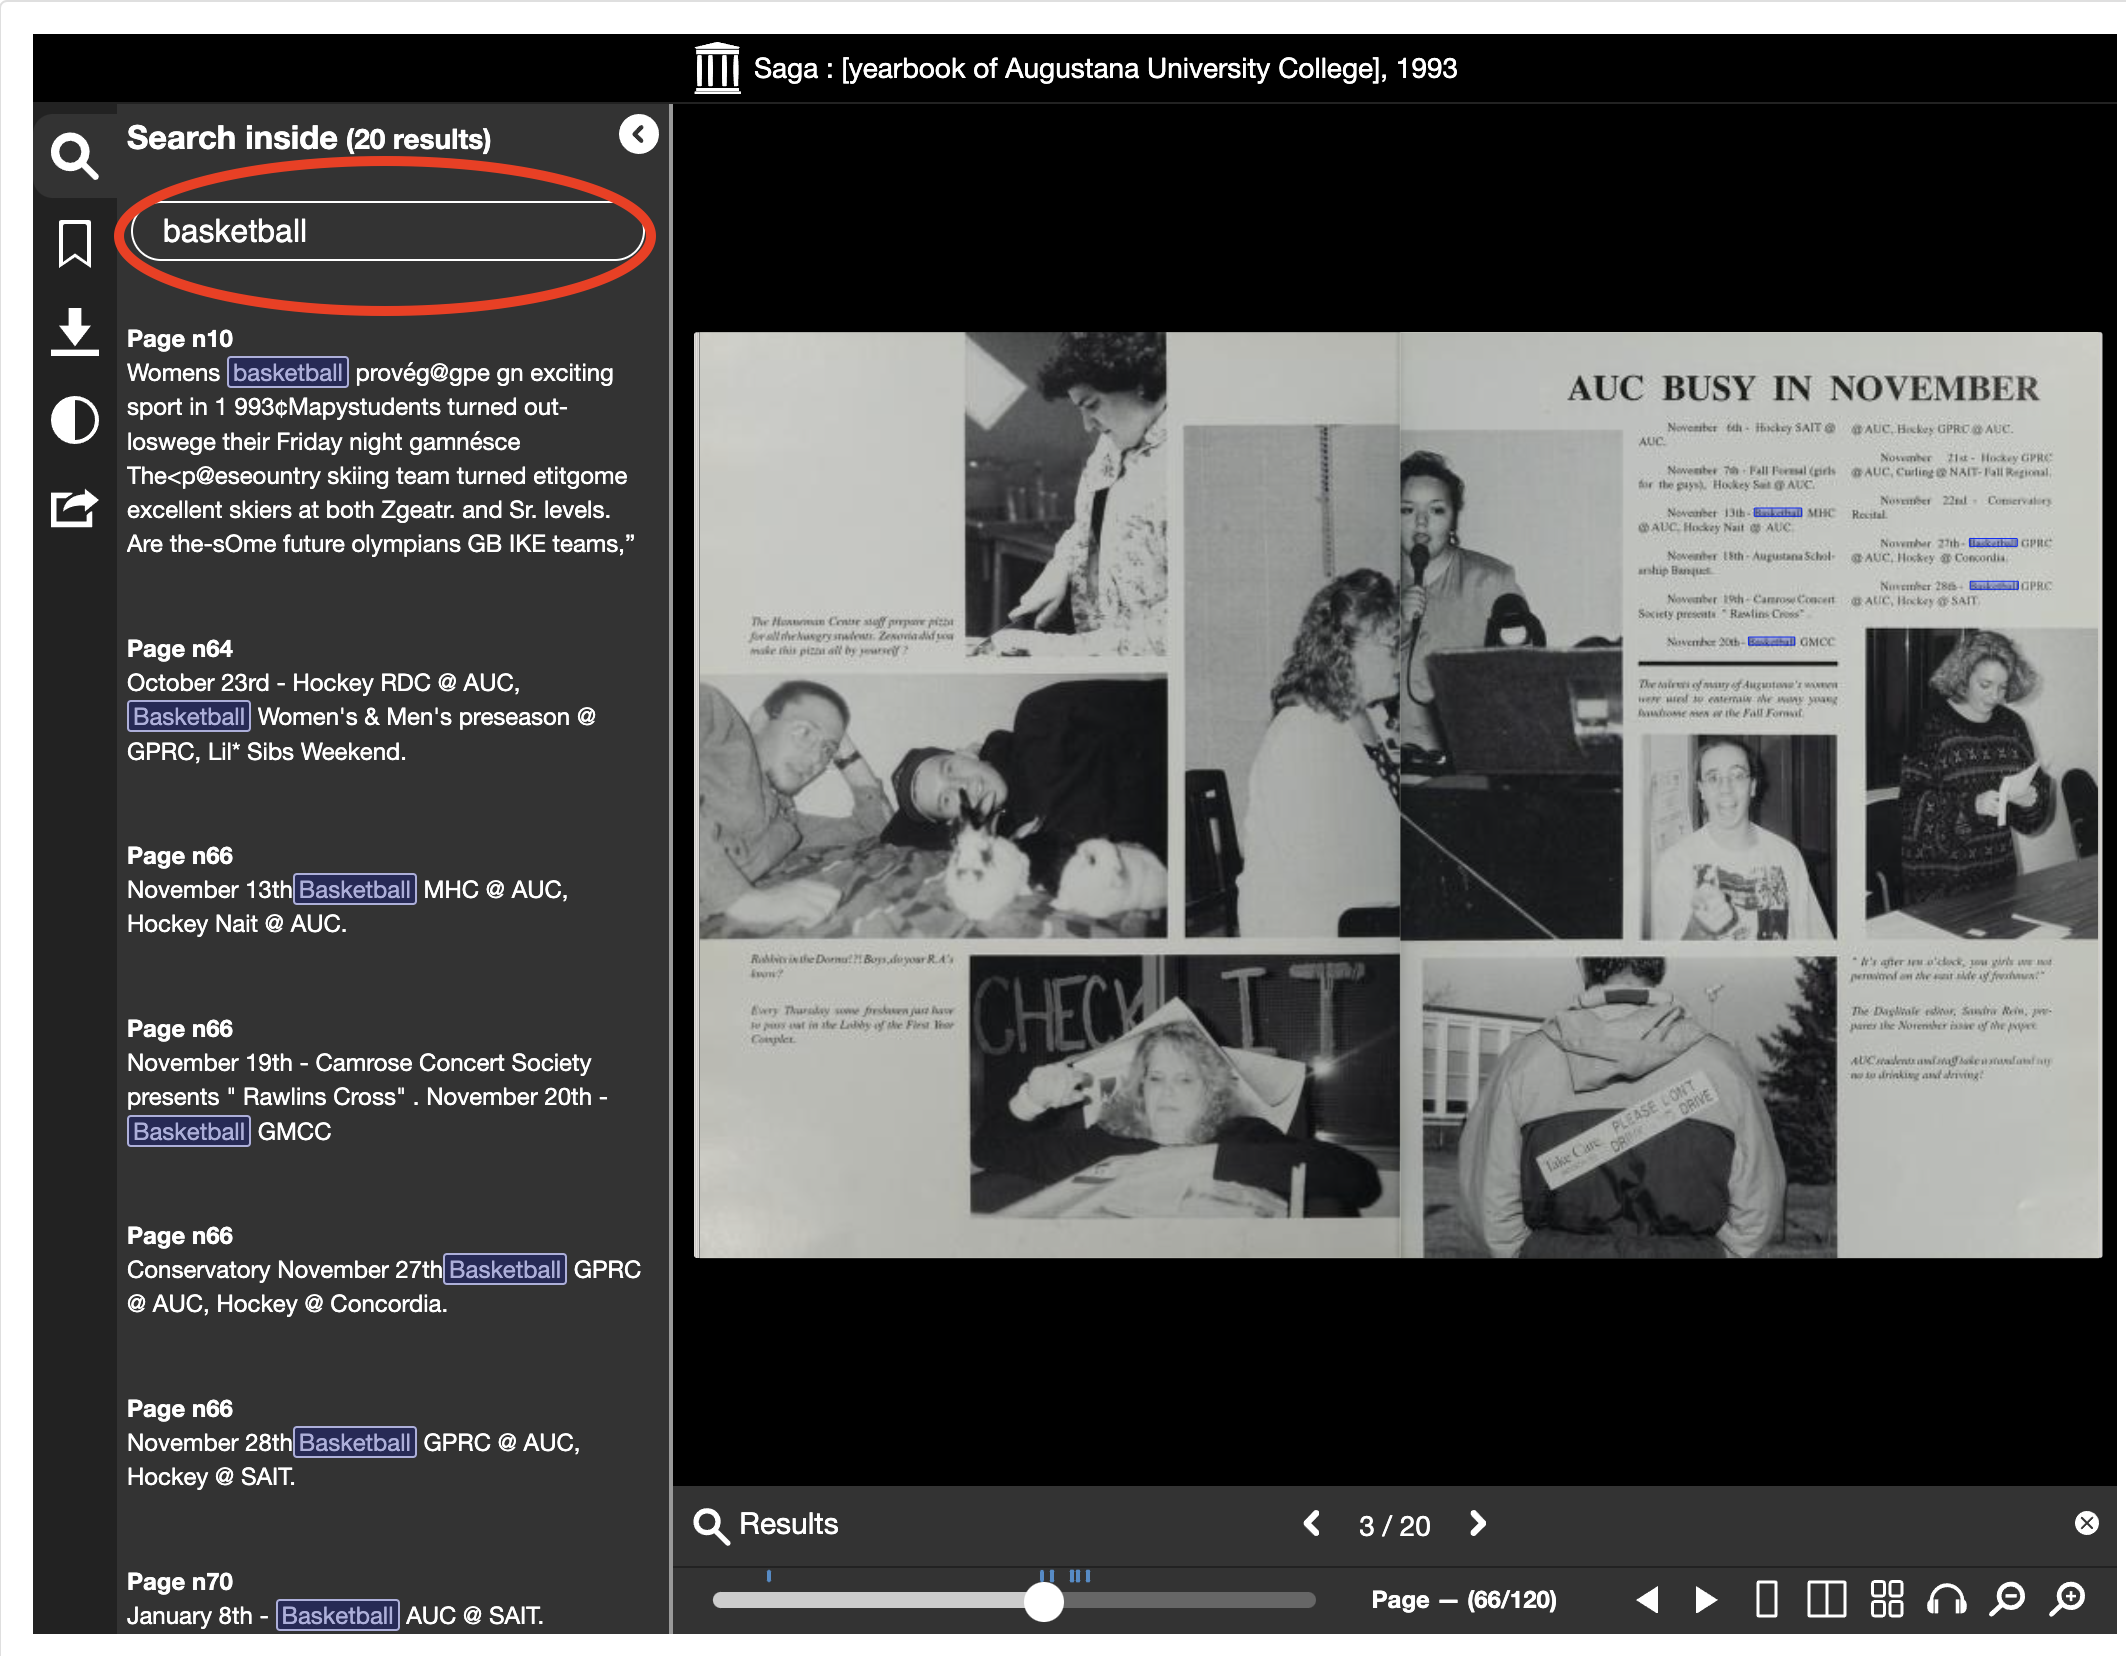 Saga : [yearbook of Augustana University College], 1993
Search inside (20 results)
basketball
Page n10
Womens basketball provég@gpe gn exciting
sport in 1 993¢Mapystudents turned out-
loswege their Friday night gamnésce
The<p@eseountry skiing team turned etitgome
excellent skiers at both Zgeatr. and Sr. levels.
Are the-sOme future olympians GB IKE teams,”
Page n64
October 23rd - Hockey RDC @ AUC,
Basketball Women's & Men's preseason @
GPRC, Lil* Sibs Weekend.
Page n66
November 13thBasketball MHC @ AUC,
Hockey Nait @ AUC.
Page n66
November 19th - Camrose Concert Society
presents " Rawlins Cross" . November 20th -
Basketball GMCC
Page n66
Conservatory November 27thBasketball GPRC
@ AUC, Hockey @ Concordia.
Page n66
November 28thBasketball GPRC @ AUC,
Hockey @ SAIT.
Page n70
January 8th - Basketball AUC @ SAIT.
The Hanneman Centre staff prepare pizza
for all the hungry students. Zenovia did you
make this pizza all by yourself ?
Rabbits in the Dorms!?! Boys, do your R.A's
know?
Every Thursday some freshmen just have
to pass out in the Lobby of the First Year
Complex.
CHECK IT
AUC BUSY IN NOVEMBER
November 6th - Hockey SAIT @
AUC.
November 7th - Fall Formal (girls
for the guys), Hockey Sait @ AUC.
November 13th - Basketball MHC
@ AUC, Hockey Nait @ AUC.
November 18th - Augustana Schol-
arship Banquet.
November 19th - Camrose Concert
Society presents " Rawlins Cross" .
November 20th - Basketball GMCC
@ AUC, Hockey GPRC @ AUC.
November 21st - Hockey GPRC
@ AUC, Curling @ NAIT- Fall Regional.
November 22nd - Conservatory
Recital.
November 27th - Basketball GPRC
@ AUC, Hockey @ Concordia.
November 28th - Basketball GPRC
@ AUC, Hockey @ SAIT.
The talents of many of Augustana's women
were used to entertain the many young
handsome men at the Fall Formal.
" It's after ten o'clock, you girls are not
permitted on the east side of freshmen!"
The Daglitale editor, Sandra Rein, pre-
pares the November issue of the paper.
AUC students and staff take a stand and say
no to drinking and driving!
Take Care PLEASE DON'T
DRIVE
Results
3 / 20
Page — (66/120)